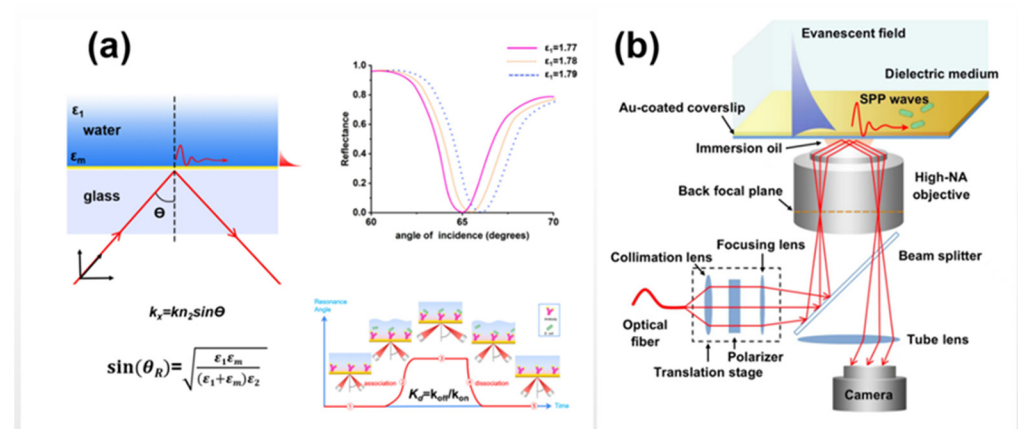 (a)
ε₁
water
εm
glass
Θ
kₓ=kn₂sinΘ
sin(θR)=√ε₁εm/(ε₁+εm)ε₂
ε₁=1.77
ε₁=1.78
ε₁=1.79
1.0
0.8
0.6
0.4
0.2
0.0
Reflectance
60
65
70
angle of incidence (degrees)
Resonance
Angle
association
dissociation
Kd=koff/kon
Time
(b)
Evanescent field
Dielectric medium
SPP waves
Au-coated coverslip
Immersion oil
High-NA
objective
Back focal plane
Focusing lens
Collimation lens
Beam splitter
Optical
fiber
Polarizer
Translation stage
Tube lens
Camera